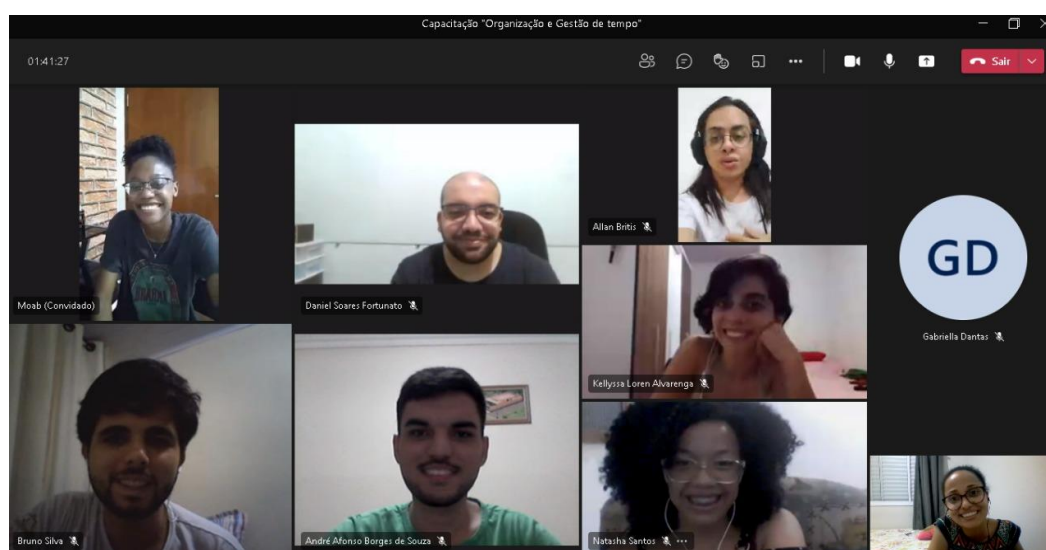 Capacitação "Organização e Gestão de tempo"
01:41:27
Sair
Moab (Convidado)
Daniel Soares Fortunato
Allan Britis
GD
Gabriella Dantas
Kellyssa Loren Alvarenga
Bruno Silva
André Afonso Borges de Souza
Natasha Santos